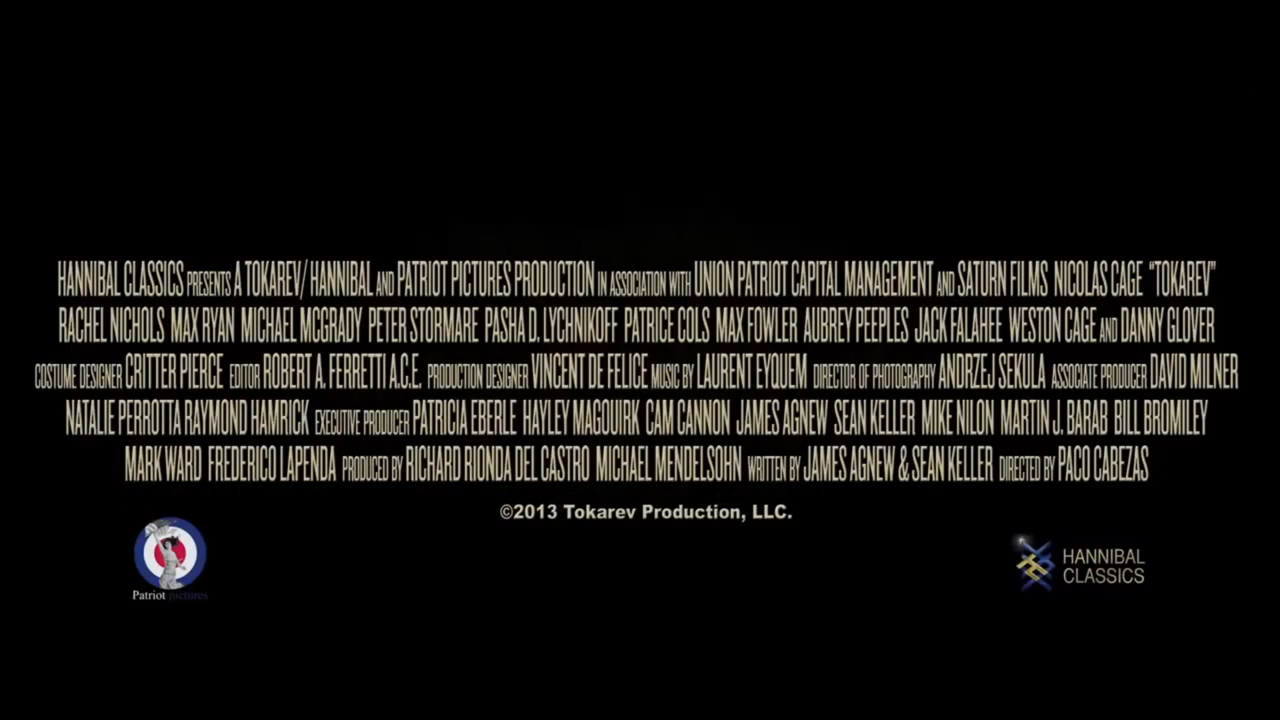 HANNIBAL CLASSICS PRESENTS A TOKAREV/ HANNIBAL AND PATRIOT PICTURES PRODUCTION IN ASSOCIATION WITH UNION PATRIOT CAPITAL MANAGEMENT AND SATURN FILMS NICOLAS CAGE “TOKAREV”
RACHEL NICHOLS MAX RYAN MICHAEL MCGRADY PETER STORMARE PASHA D. LYCHNIKOFF PATRICE COLS MAX FOWLER AUBREY PEEPLES JACK FALAHEE WESTON CAGE AND DANNY GLOVER
COSTUME DESIGNER CRITTER PIERCE EDITOR ROBERT A. FERRETTI A.C.E. PRODUCTION DESIGNER VINCENT DE FELICE MUSIC BY LAURENT EYQUEM DIRECTOR OF PHOTOGRAPHY ANDRZEJ SEKULA ASSOCIATE PRODUCER DAVID MILNER
NATALIE PERROTTA RAYMOND HAMRICK EXECUTIVE PRODUCER PATRICIA EBERLE HAYLEY MAGOUIRK CAM CANNON JAMES AGNEW SEAN KELLER MIKE NILON MARTIN J. BARAB BILL BROMILEY
MARK WARD FREDERICO LAPENDA PRODUCED BY RICHARD RIONDA DEL CASTRO MICHAEL MENDELSOHN WRITTEN BY JAMES AGNEW & SEAN KELLER DIRECTED BY PACO CABEZAS
©2013 Tokarev Production, LLC.
Patriot pictures
HANNIBAL
CLASSICS